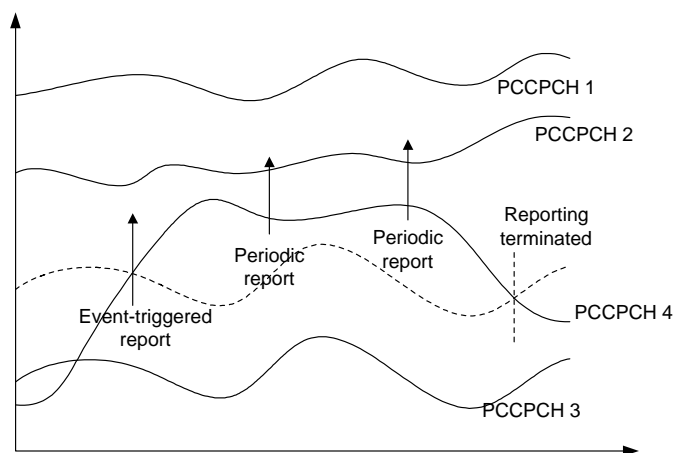 PCCPCH 1
PCCPCH 2
Reporting
terminated
Periodic
report
Periodic
report
Event-triggered
report
PCCPCH 4
PCCPCH 3